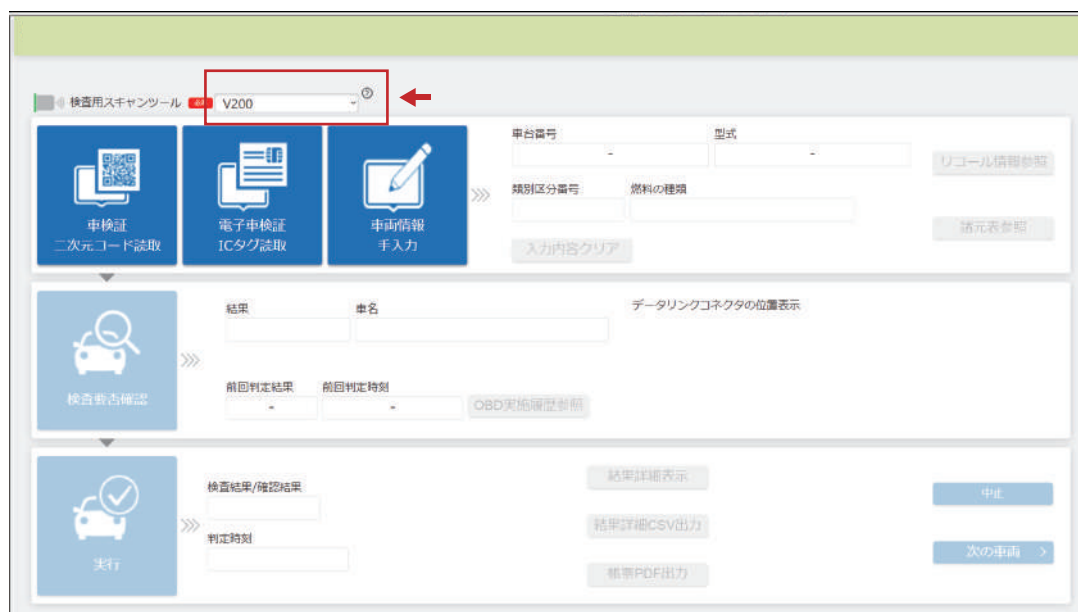 検査用スキャンツール 必須 V200
車検証
二次元コード読取
電子車検証
ICタグ読取
車両情報
手入力
車台番号
-
型式
-
リコール情報参照
類別区分番号
燃料の種類
諸元表参照
入力内容クリア
検査要否確認
結果
車名
データリンクコネクタの位置表示
前回判定結果
-
前回判定時刻
-
OBD実施履歴参照
実行
検査結果/確認結果
判定時刻
結果詳細表示
結果詳細CSV出力
帳票PDF出力
中止
次の車両